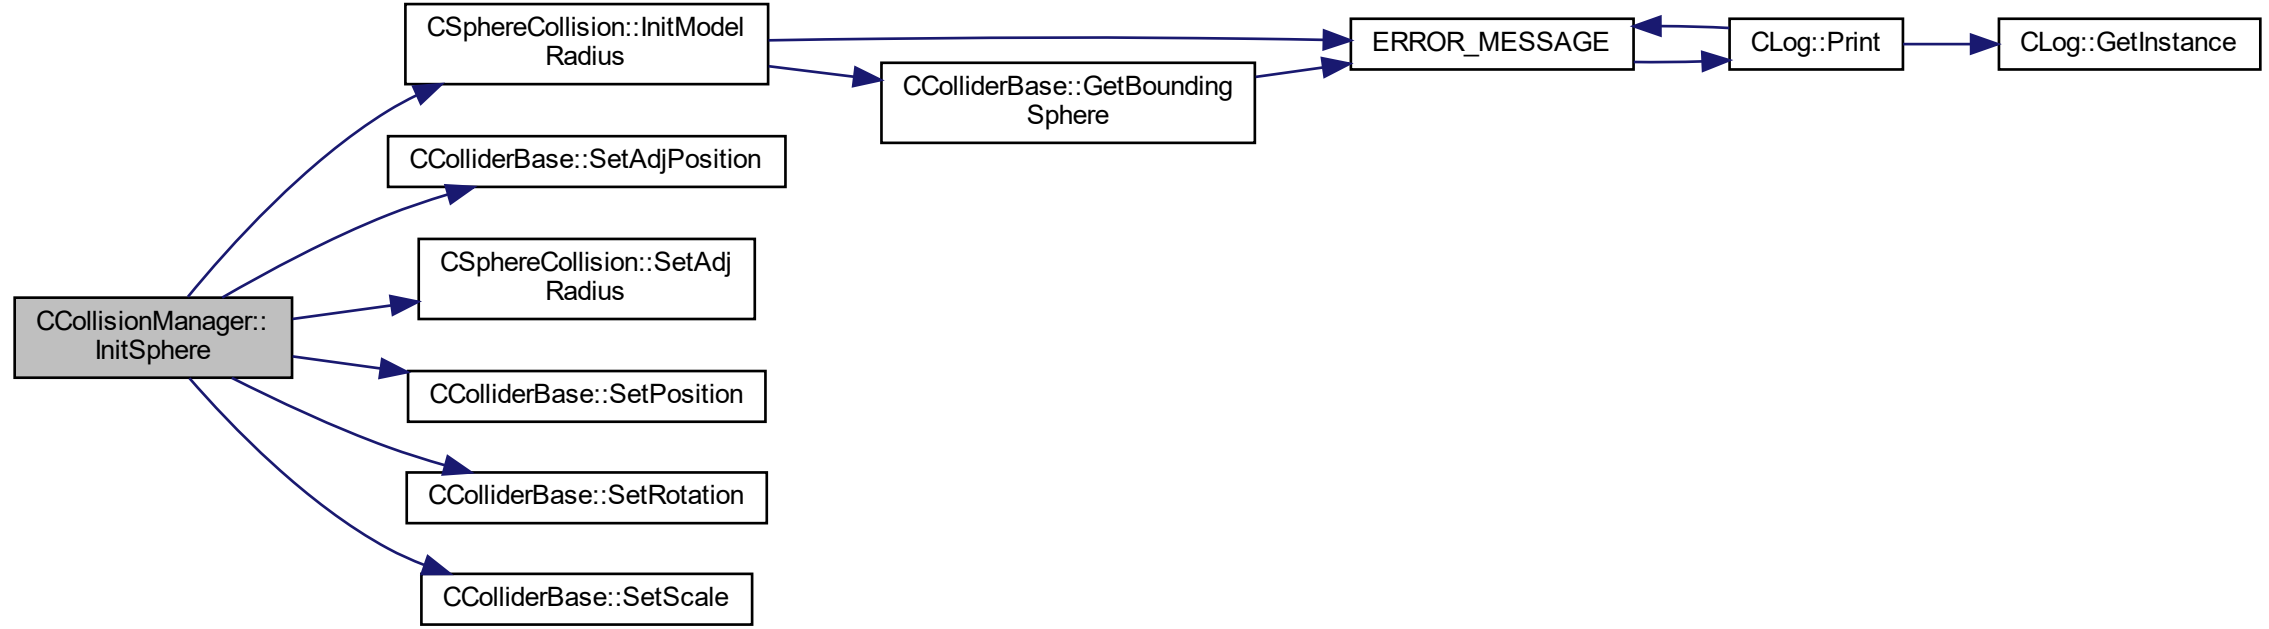 CCollisionManager::
InitSphere
CSphereCollision::InitModel
Radius
CColliderBase::SetAdjPosition
CSphereCollision::SetAdj
Radius
CColliderBase::SetPosition
CColliderBase::SetRotation
CColliderBase::SetScale
CColliderBase::GetBounding
Sphere
ERROR_MESSAGE
CLog::Print
CLog::GetInstance